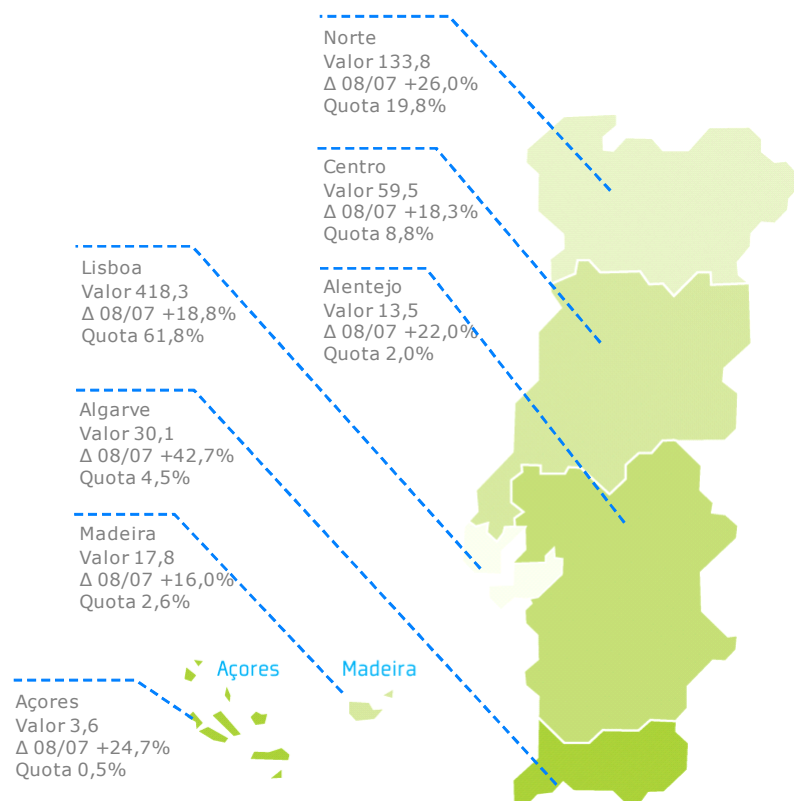 Norte
Valor 133,8
Δ 08/07 +26,0%
Quota 19,8%
Centro
Valor 59,5
Δ 08/07 +18,3%
Quota 8,8%
Lisboa
Valor 418,3
Δ 08/07 +18,8%
Quota 61,8%
Alentejo
Valor 13,5
Δ 08/07 +22,0%
Quota 2,0%
Algarve
Valor 30,1
Δ 08/07 +42,7%
Quota 4,5%
Madeira
Valor 17,8
Δ 08/07 +16,0%
Quota 2,6%
Açores
Madeira
Açores
Valor 3,6
Δ 08/07 +24,7%
Quota 0,5%